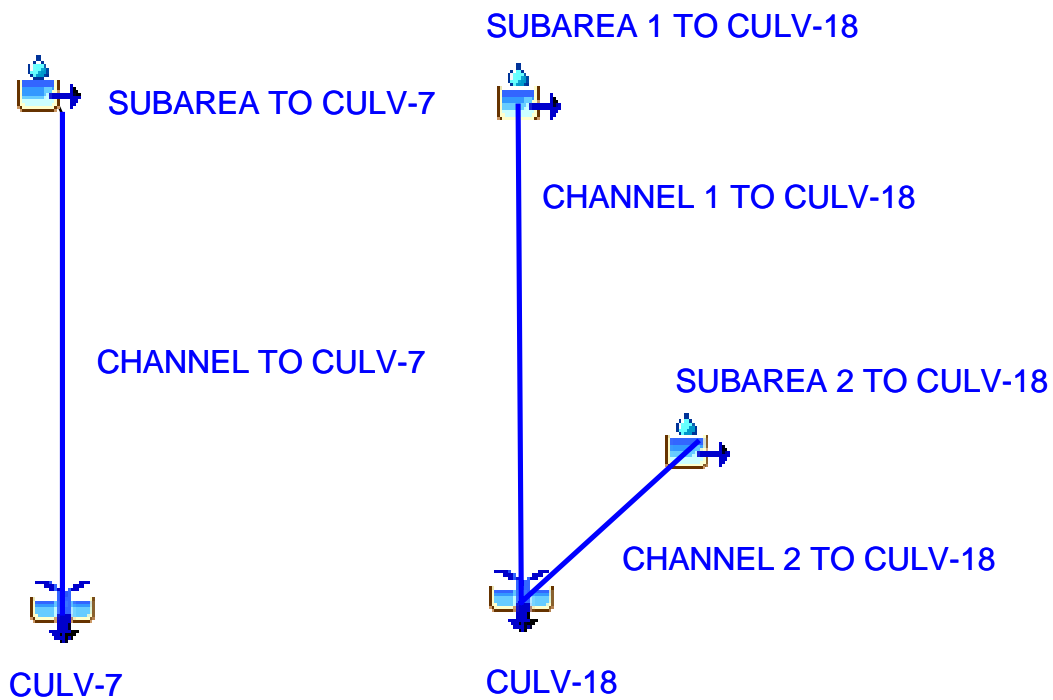 SUBAREA 1 TO CULV-18
SUBAREA TO CULV-7
CHANNEL 1 TO CULV-18
CHANNEL TO CULV-7
SUBAREA 2 TO CULV-18
CHANNEL 2 TO CULV-18
CULV-7
CULV-18